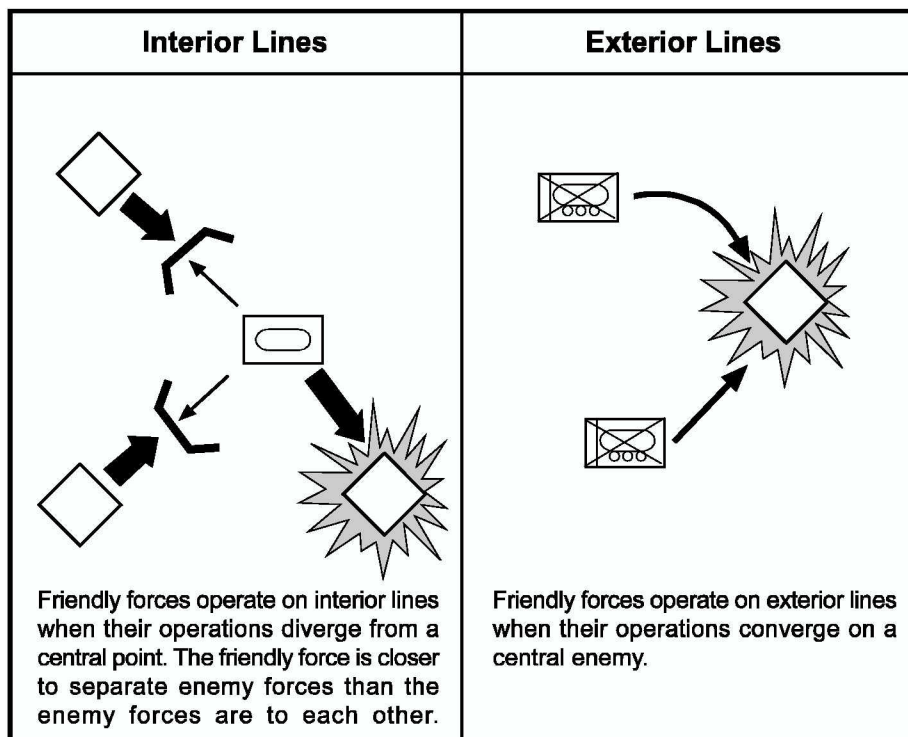 Interior Lines
Exterior Lines
Friendly forces operate on interior lines
when their operations diverge from a
central point. The friendly force is closer
to separate enemy forces than the
enemy forces are to each other.
Friendly forces operate on exterior lines
when their operations converge on a
central enemy.